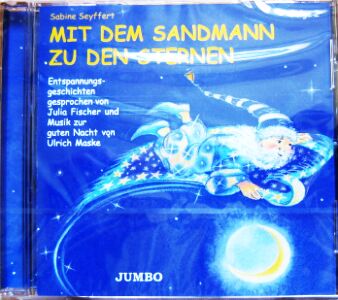 Sabine Seyffert
MIT DEM SANDMANN
ZU DEN STERNEN
Entspannungs-
geschichten
gesprochen von
Julia Fischer und
Musik zur
guten Nacht von
Ulrich Maske
JUMBO